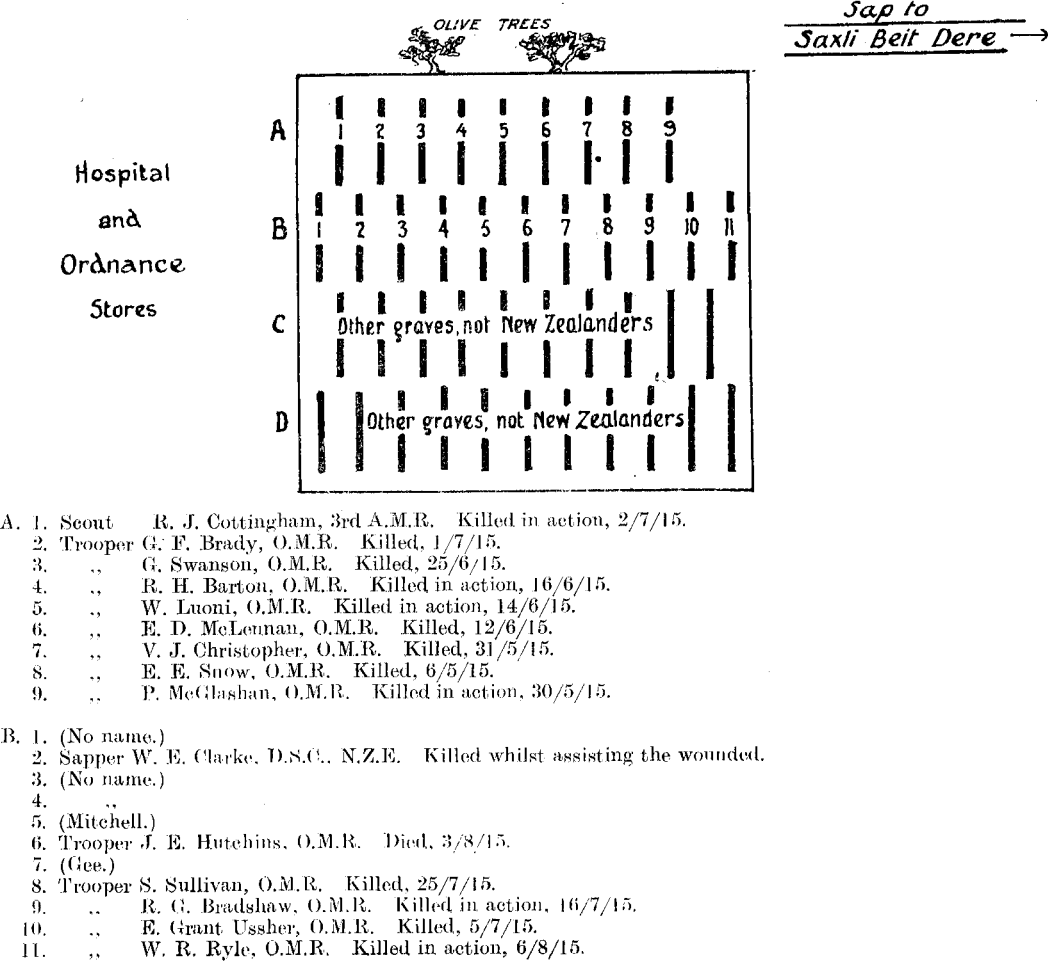 OLIVE TREES
Sap to
Saxli Beit Dere
Hospital
and
Ordnance
Stores
A
1 2 3 4 5 6 7 8 9
B
1 2 3 4 5 6 7 8 9 10 11
C
Other graves, not New Zealanders
D
Other graves, not New Zealanders
A. 1. Scout R. J. Cottingham, 3rd A.M.R. Killed in action, 2/7/15.
2. Trooper G. F. Brady, O.M.R. Killed, 1/7/15.
3. ,, G. Swanson, O.M.R. Killed, 25/6/15.
4. ,, R. H. Barton, O.M.R. Killed in action, 16/6/15.
5. ,, W. Luoni, O.M.R. Killed in action, 14/6/15.
6. ,, E. D. McLennan, O.M.R. Killed, 12/6/15.
7. ,, V. J. Christopher, O.M.R. Killed, 31/5/15.
8. ,, E. E. Snow, O.M.R. Killed, 6/5/15.
9. ,, P. McGlashan, O.M.R. Killed in action, 30/5/15.
B. 1. (No name.)
2. Sapper W. E. Clarke, D.S.C., N.Z.E. Killed whilst assisting the wounded.
3. (No name.)
4. ,,
5. (Mitchell.)
6. Trooper J. E. Hutchins, O.M.R. Died, 3/8/15.
7. (Gee.)
8. Trooper S. Sullivan, O.M.R. Killed, 25/7/15.
9. ,, R. G. Bradshaw, O.M.R. Killed in action, 16/7/15.
10. ,, E. Grant Ussher, O.M.R. Killed, 5/7/15.
11. ,, W. R. Ryle, O.M.R. Killed in action, 6/8/15.